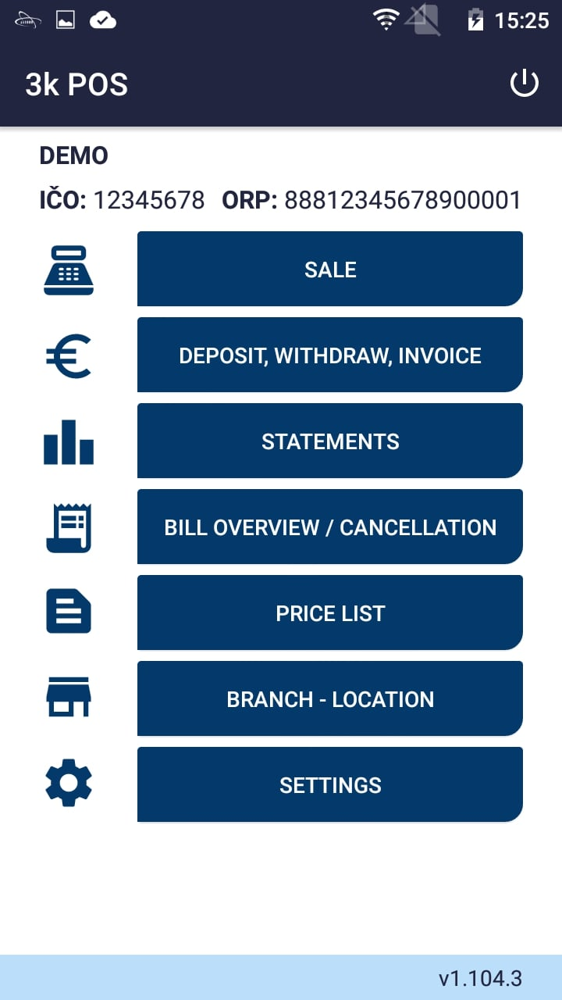 15:25
3k POS
DEMO
IČO: 12345678 ORP: 88812345678900001
SALE
DEPOSIT, WITHDRAW, INVOICE
STATEMENTS
BILL OVERVIEW / CANCELLATION
PRICE LIST
BRANCH - LOCATION
SETTINGS
v1.104.3